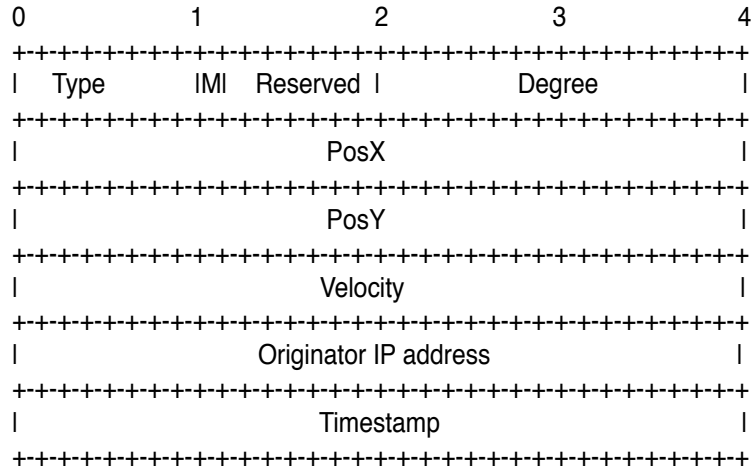 0 1 2 3 4
+-+-+-+-+-+-+-+-+-+-+-+-+-+-+-+-+-+-+-+-+-+-+-+-+-+-+-+-+-+-+-+-+
| Type |M| Reserved | Degree |
+-+-+-+-+-+-+-+-+-+-+-+-+-+-+-+-+-+-+-+-+-+-+-+-+-+-+-+-+-+-+-+-+
| PosX |
+-+-+-+-+-+-+-+-+-+-+-+-+-+-+-+-+-+-+-+-+-+-+-+-+-+-+-+-+-+-+-+-+
| PosY |
+-+-+-+-+-+-+-+-+-+-+-+-+-+-+-+-+-+-+-+-+-+-+-+-+-+-+-+-+-+-+-+-+
| Velocity |
+-+-+-+-+-+-+-+-+-+-+-+-+-+-+-+-+-+-+-+-+-+-+-+-+-+-+-+-+-+-+-+-+
| Originator IP address |
+-+-+-+-+-+-+-+-+-+-+-+-+-+-+-+-+-+-+-+-+-+-+-+-+-+-+-+-+-+-+-+-+
| Timestamp |
+-+-+-+-+-+-+-+-+-+-+-+-+-+-+-+-+-+-+-+-+-+-+-+-+-+-+-+-+-+-+-+-+